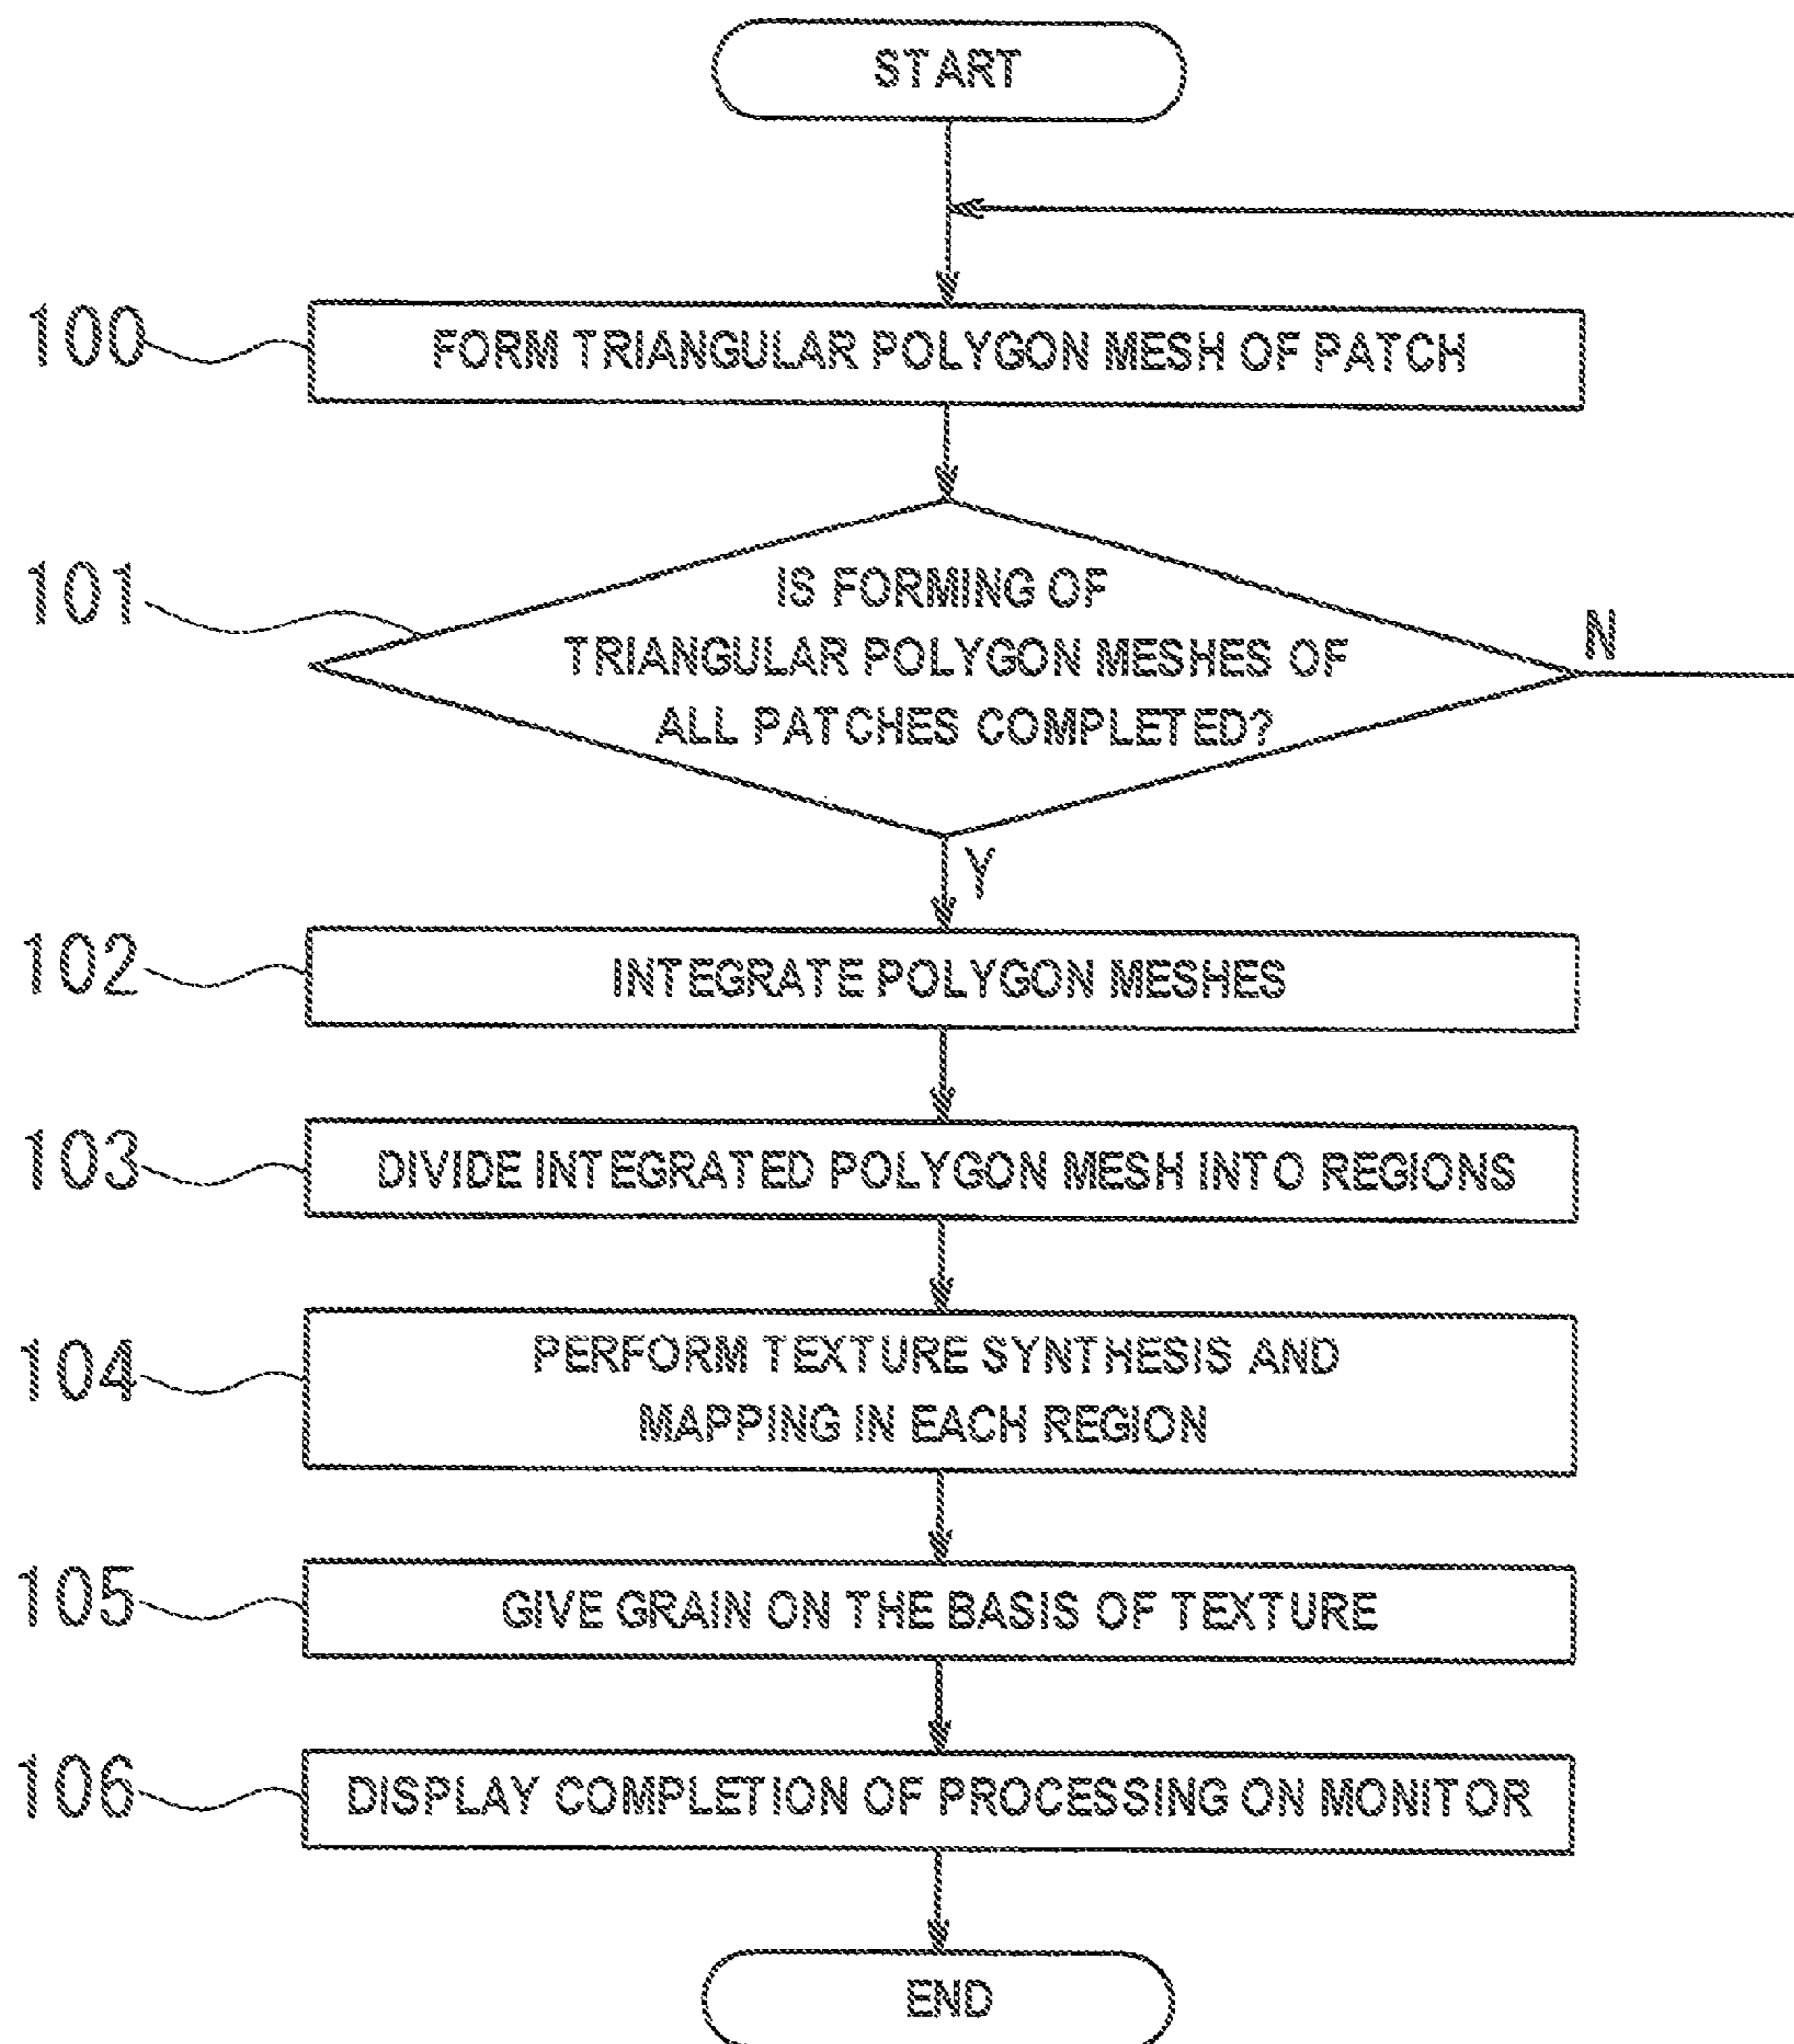 START
100
FORM TRIANGULAR POLYGON MESH OF PATCH
101
IS FORMING OF
TRIANGULAR POLYGON MESHES OF
ALL PATCHES COMPLETED?
N
Y
102
INTEGRATE POLYGON MESHES
103
DIVIDE INTEGRATED POLYGON MESH INTO REGIONS
104
PERFORM TEXTURE SYNTHESIS AND
MAPPING IN EACH REGION
105
GIVE GRAIN ON THE BASIS OF TEXTURE
106
DISPLAY COMPLETION OF PROCESSING ON MONITOR
END